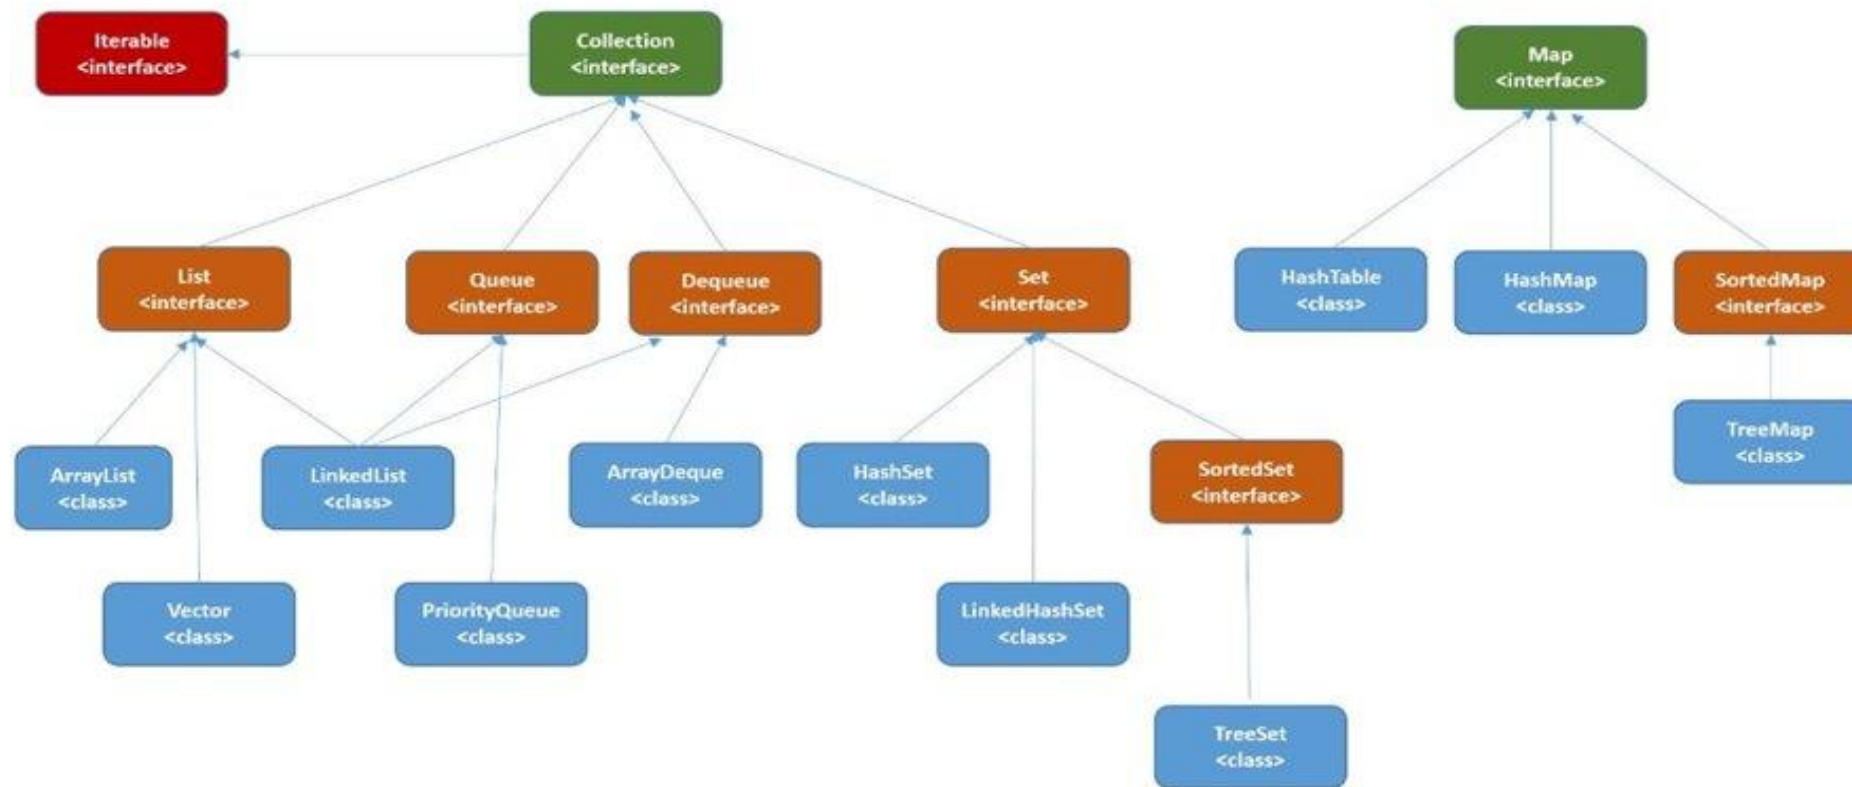 Iterable
<interface>
Collection
<interface>
Map
<interface>
List
<interface>
Queue
<interface>
Dequeue
<interface>
Set
<interface>
HashTable
<class>
HashMap
<class>
SortedMap
<interface>
ArrayList
<class>
LinkedList
<class>
ArrayDeque
<class>
HashSet
<class>
SortedSet
<interface>
TreeMap
<class>
Vector
<class>
PriorityQueue
<class>
LinkedHashSet
<class>
TreeSet
<class>